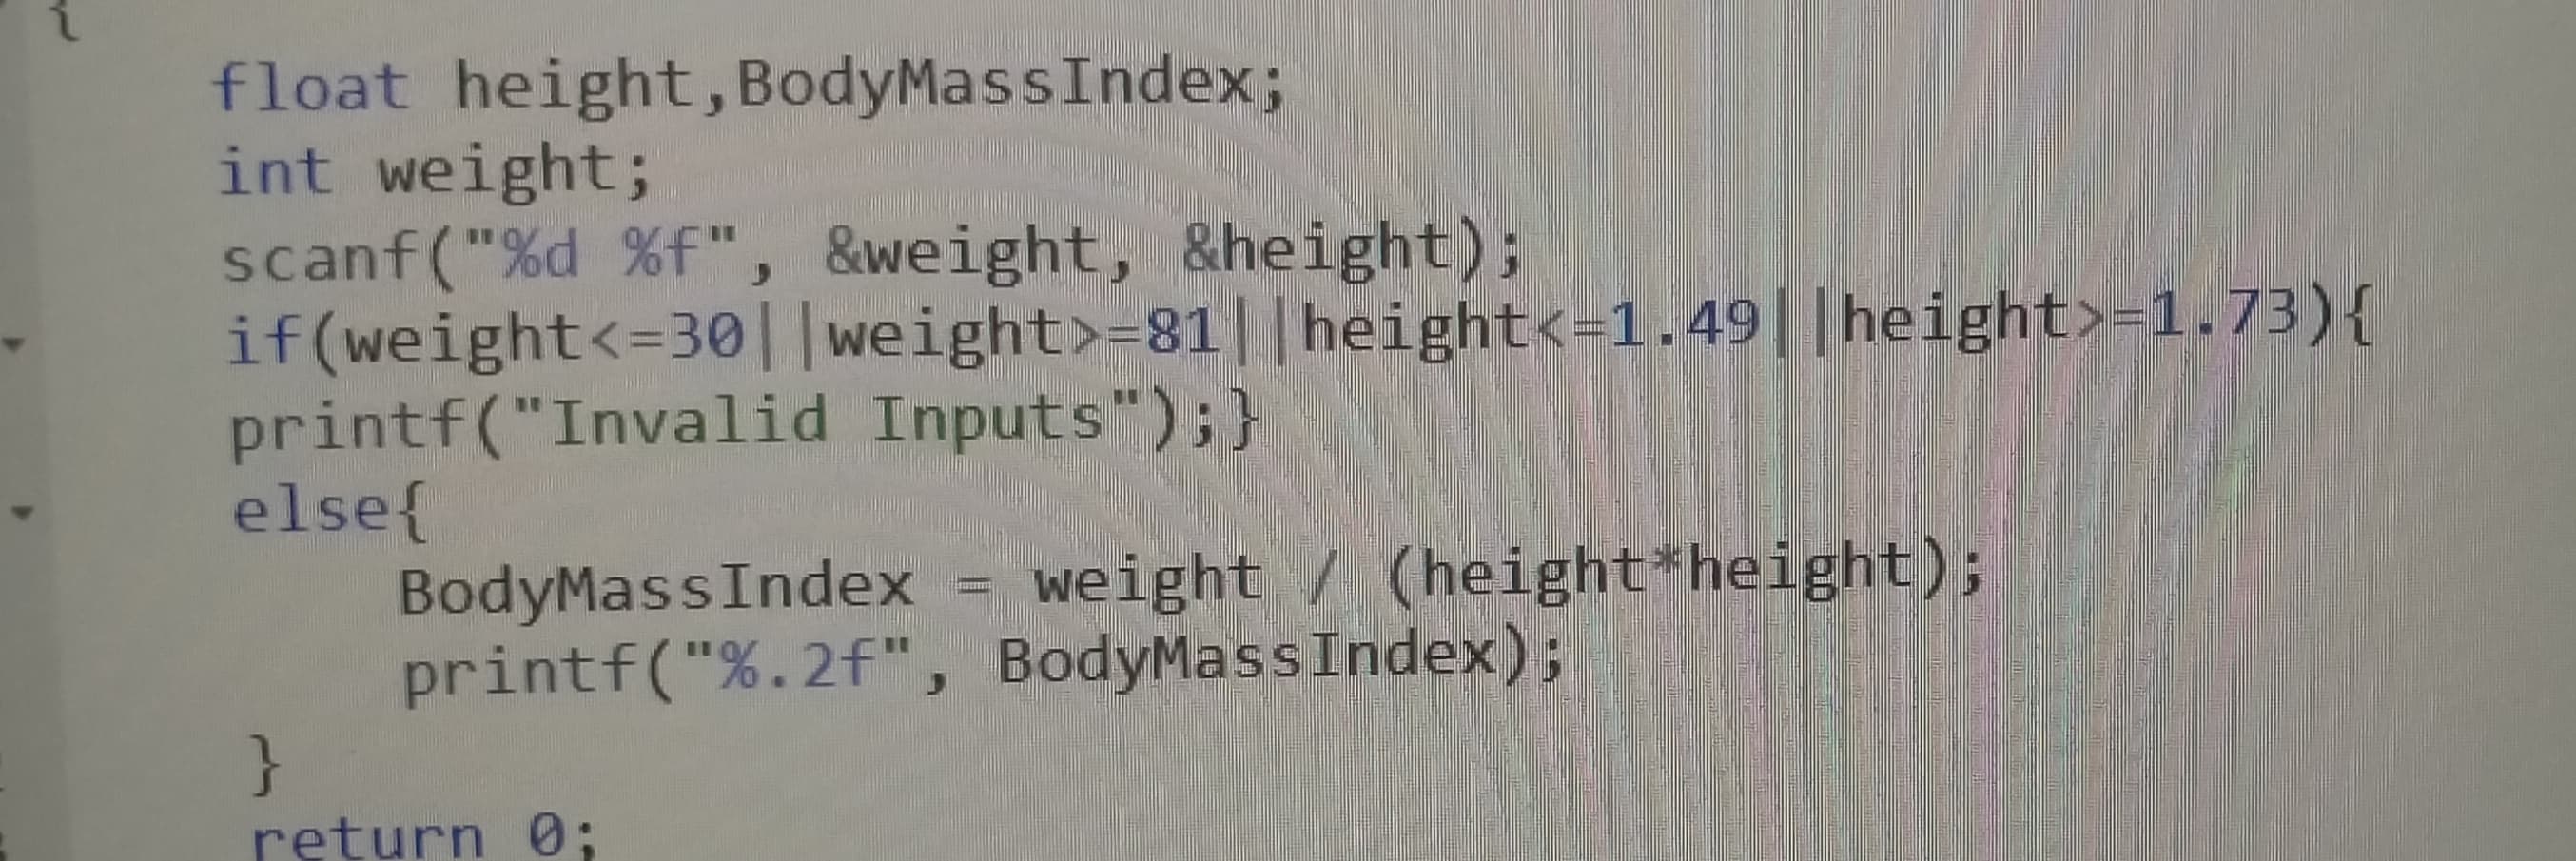 {
float height,BodyMassIndex;
int weight;
scanf("%d %f", &weight, &height);
if(weight<=30||weight>=81||height<=1.49||height>=1.73){
printf("Invalid Inputs");}
else{
BodyMassIndex = weight / (height*height);
printf("%.2f", BodyMassIndex);
}
return 0;